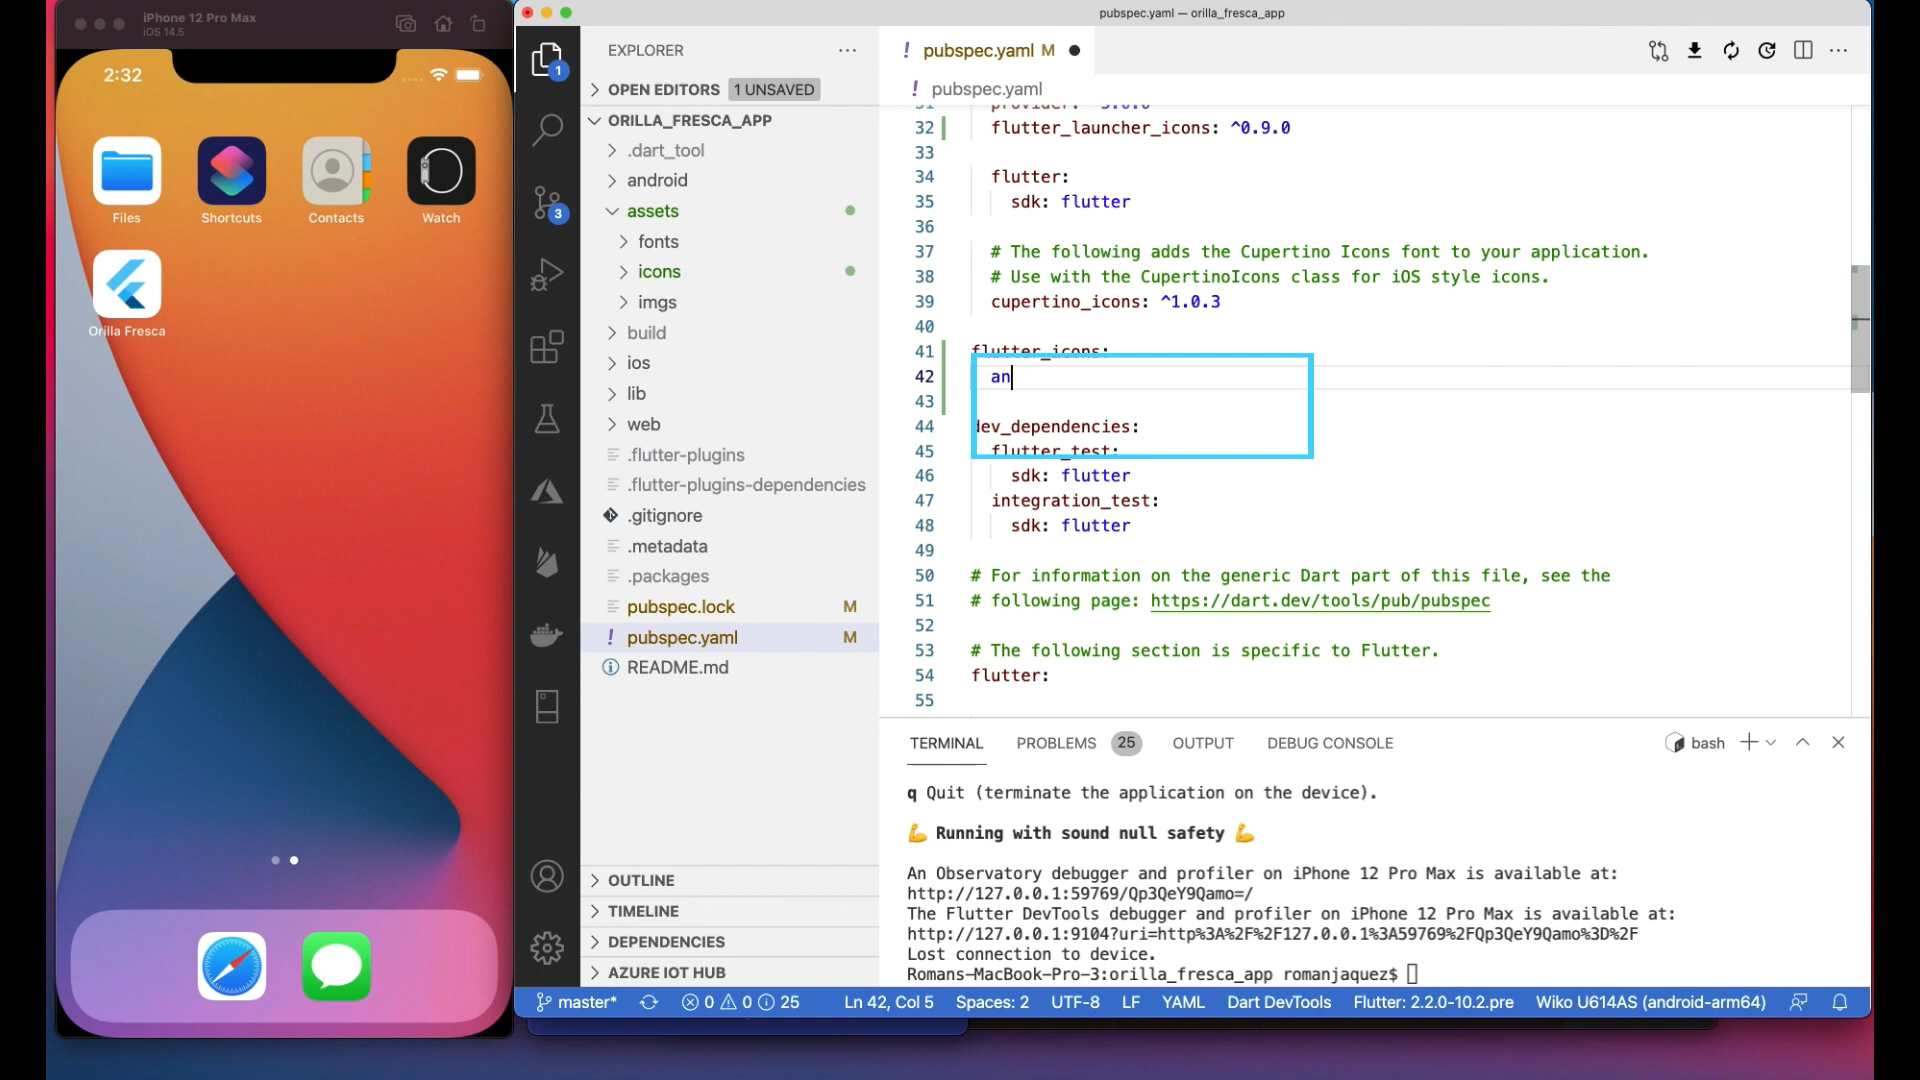 iPhone 12 Pro Max
iOS 14.5
2:32
Files
Shortcuts
Contacts
Watch
Orilla Fresca
pubspec.yaml — orilla_fresca_app
1
3
EXPLORER
OPEN EDITORS 1 UNSAVED
ORILLA_FRESCA_APP
.dart_tool
android
assets
fonts
icons
imgs
build
ios
lib
web
.flutter-plugins
.flutter-plugins-dependencies
.gitignore
.metadata
.packages
pubspec.lock M
! pubspec.yaml M
README.md
OUTLINE
TIMELINE
DEPENDENCIES
AZURE IOT HUB
! pubspec.yaml M
! pubspec.yaml
31 provider: ^5.0.0
32 flutter_launcher_icons: ^0.9.0
33
34 flutter:
35 sdk: flutter
36
37 # The following adds the Cupertino Icons font to your application.
38 # Use with the CupertinoIcons class for iOS style icons.
39 cupertino_icons: ^1.0.3
40
41 flutter_icons:
42 an
43
44 dev_dependencies:
45 flutter_test:
46 sdk: flutter
47 integration_test:
48 sdk: flutter
49
50 # For information on the generic Dart part of this file, see the
51 # following page: https://dart.dev/tools/pub/pubspec
52
53 # The following section is specific to Flutter.
54 flutter:
55
TERMINAL PROBLEMS 25 OUTPUT DEBUG CONSOLE bash
q Quit (terminate the application on the device).
💪 Running with sound null safety 💪
An Observatory debugger and profiler on iPhone 12 Pro Max is available at:
http://127.0.0.1:59769/Qp3QeY9Qamo=/
The Flutter DevTools debugger and profiler on iPhone 12 Pro Max is available at:
http://127.0.0.1:9104?uri=http%3A%2F%2F127.0.0.1%3A59769%2FQp3QeY9Qamo%3D%2F
Lost connection to device.
Romans-MacBook-Pro-3:orilla_fresca_app romanjaquez$
master* 0 0 25 Ln 42, Col 5 Spaces: 2 UTF-8 LF YAML Dart DevTools Flutter: 2.2.0-10.2.pre Wiko U614AS (android-arm64)